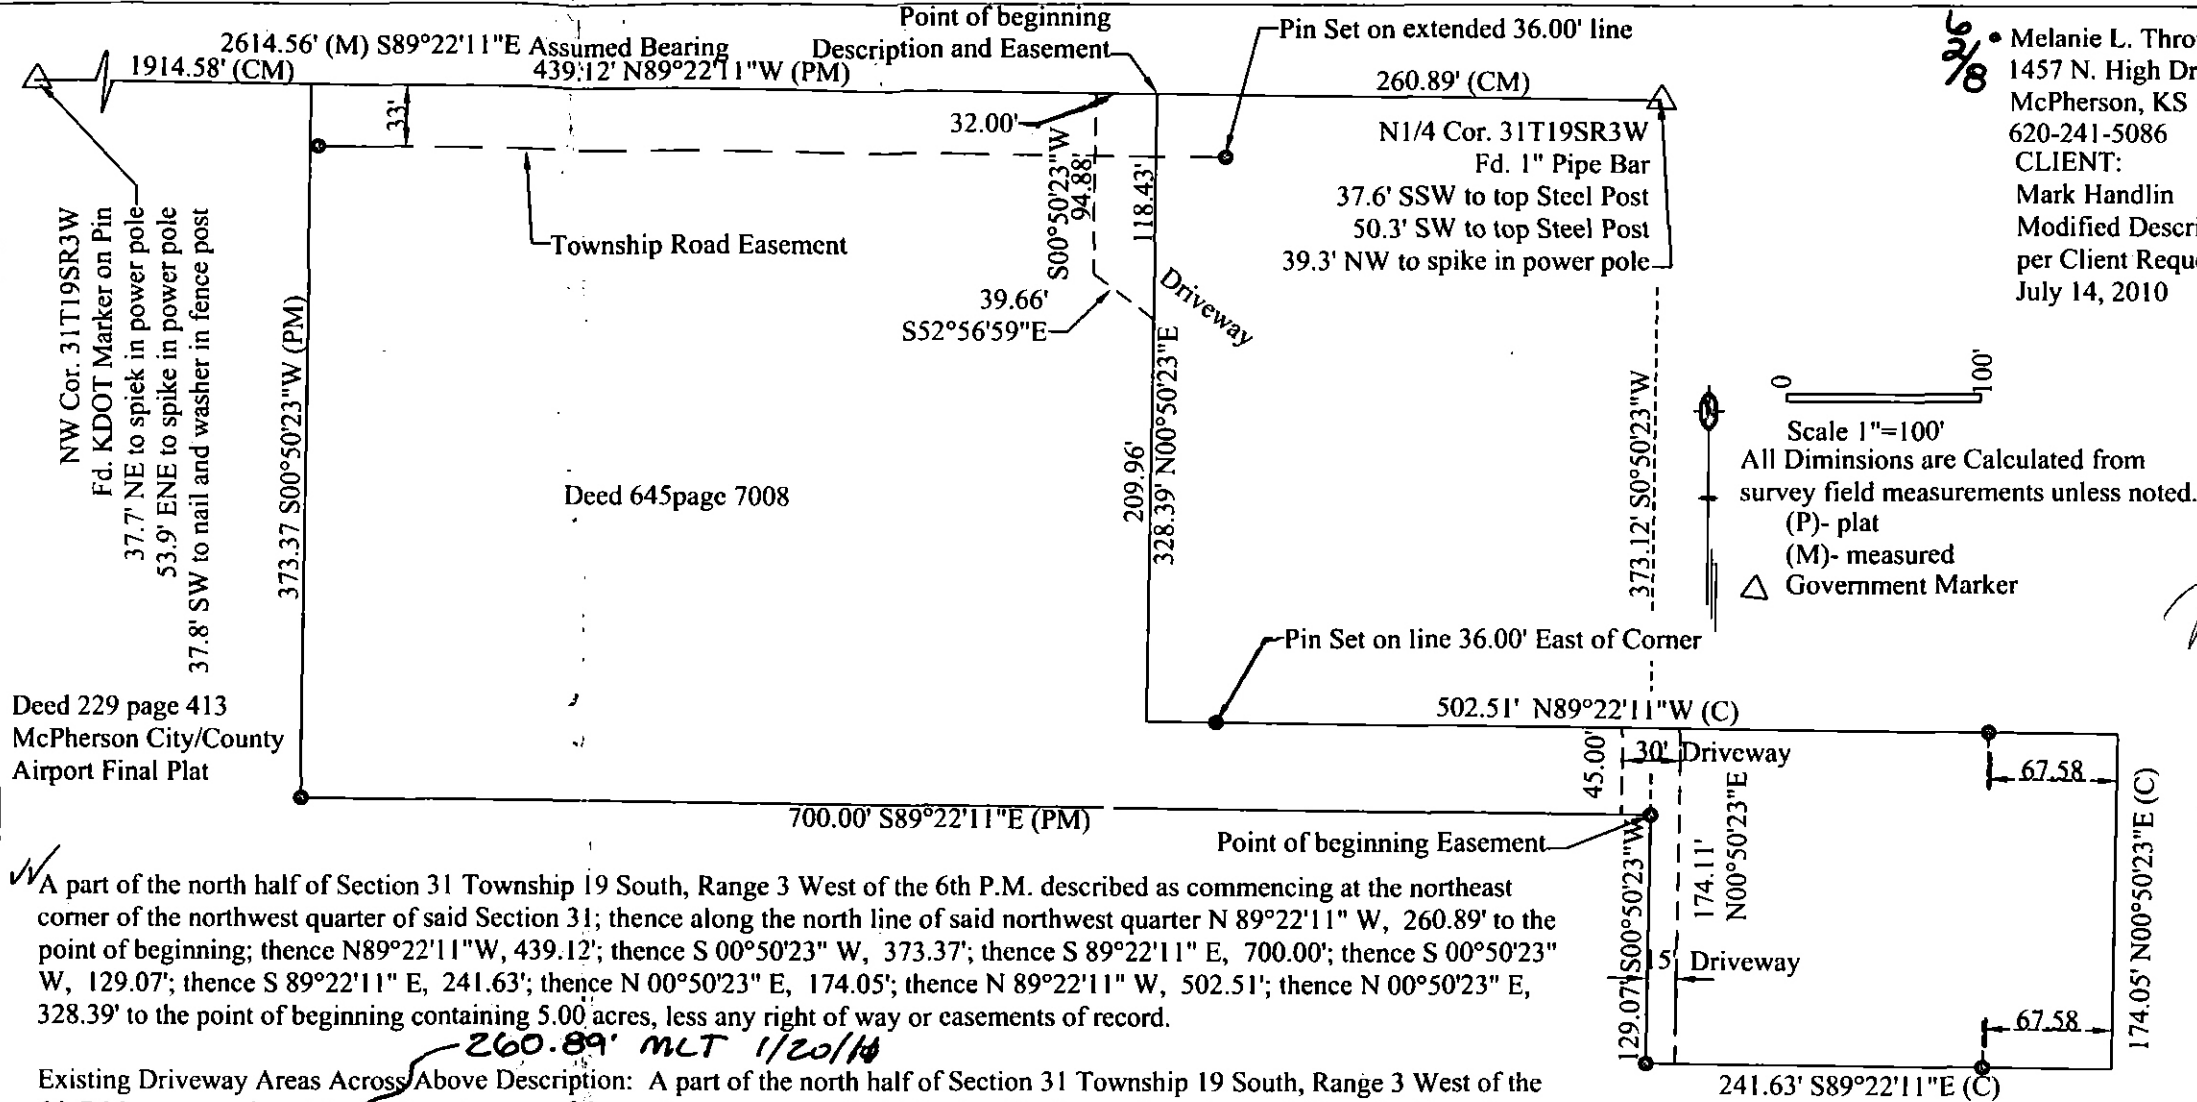 Point of beginning
Description and Easement
Pin Set on extended 36.00' line
2614.56' (M) S89°22'11"E Assumed Bearing
1914.58' (CM)
439.12' N89°22'11"W (PM)
260.89' (CM)
6
2/8
Melanie L.
1457 N. High
McPherson, KS
620-241-5086
CLIENT:
Mark Handlin
Modified
per Client
July 14, 2010
33'
32.00'
S00°50'23"W
94.88'
118.43'
N1/4 Cor. 31T19SR3W
Fd. 1" Pipe Bar
37.6' SSW to top Steel Post
50.3' SW to top Steel Post
39.3' NW to spike in power pole
Township Road Easement
39.66'
S52°56'59"E
Driveway
NW Cor. 31T19SR3W
Fd. KDOT Marker on Pin
37.7' NE to spiek in power pole
53.9' ENE to spike in power pole
37.8' SW to nail and washer in fence post
373.37 S00°50'23"W (PM)
Deed 645page 7008
209.96'
328.39' N00°50'23"E
373.12' S0°50'23"W
0
100'
Scale 1"=100'
All Diminsions are Calculated from
survey field measurements unless noted.
(P)- plat
(M)- measured
Government Marker
Pin Set on line 36.00' East of Corner
Deed 229 page 413
McPherson City/County
Airport Final Plat
502.51' N89°22'11"W (C)
45.00'
30' Driveway
67.58
700.00' S89°22'11"E (PM)
Point of beginning Easement
129.07' S00°50'23"W
174.11'
N00°50'23"E
15' Driveway
67.58
174.05' N00°50'23"E (C)
241.63' S89°22'11"E (C)
A part of the north half of Section 31 Township 19 South, Range 3 West of the 6th P.M. described as commencing at the northeast
corner of the northwest quarter of said Section 31; thence along the north line of said northwest quarter N 89°22'11" W, 260.89' to the
point of beginning; thence N89°22'11"W, 439.12'; thence S 00°50'23" W, 373.37'; thence S 89°22'11" E, 700.00'; thence S 00°50'23"
W, 129.07'; thence S 89°22'11" E, 241.63'; thence N 00°50'23" E, 174.05'; thence N 89°22'11" W, 502.51'; thence N 00°50'23" E,
328.39' to the point of beginning containing 5.00 acres, less any right of way or easements of record.
260.89' MLT
Existing Driveway Areas Across Above Description: A part of the north half of Section 31 Township 19 South, Range 3 West of the